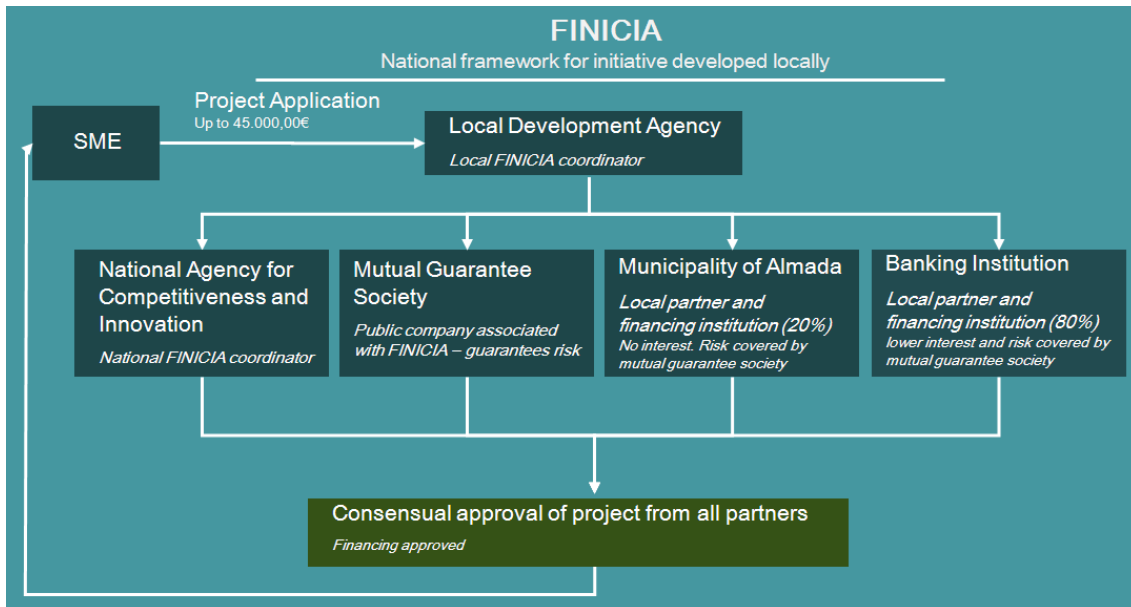 FINICIA
National framework for initiative developed locally
Project Application
Up to 45.000,00€
SME
Local Development Agency
Local FINICIA coordinator
National Agency for
Competitiveness and
Innovation
National FINICIA coordinator
Mutual Guarantee
Society
Public company associated
with FINICIA – guarantees risk
Municipality of Almada
Local partner and
financing institution (20%)
No interest. Risk covered by
mutual guarantee society
Banking Institution
Local partner and
financing institution (80%)
lower interest and risk covered by
mutual guarantee society
Consensual approval of project from all partners
Financing approved